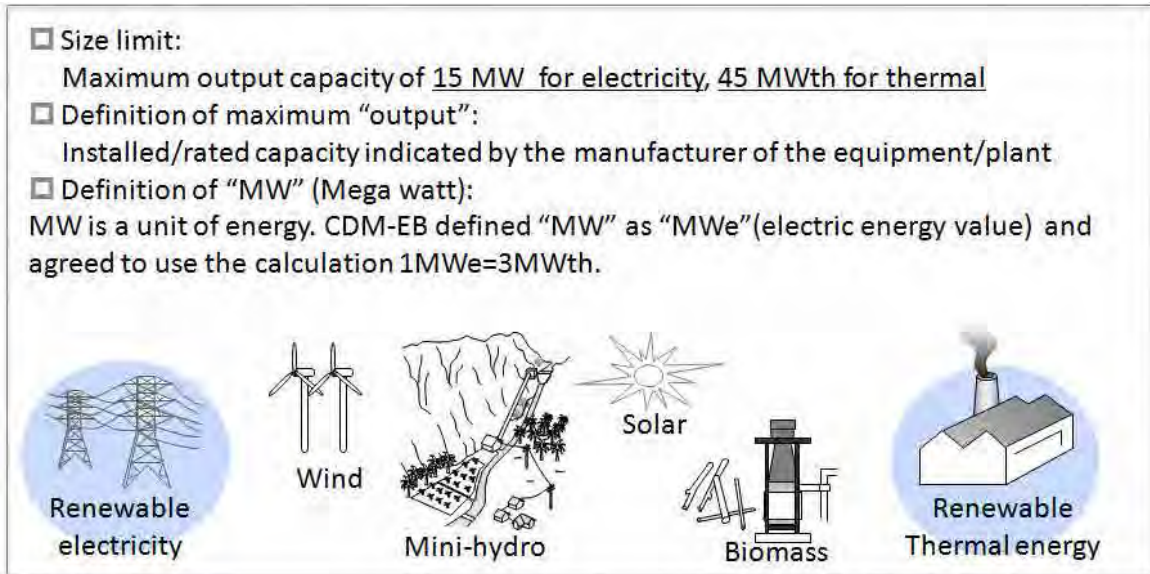 Size limit:
Maximum output capacity of 15 MW for electricity, 45 MWth for thermal
Definition of maximum “output”:
Installed/rated capacity indicated by the manufacturer of the equipment/plant
Definition of “MW” (Mega watt):
MW is a unit of energy. CDM-EB defined “MW” as “MWe”(electric energy value) and
agreed to use the calculation 1MWe=3MWth.
Renewable
electricity
Wind
Mini-hydro
Solar
Biomass
Renewable
Thermal energy